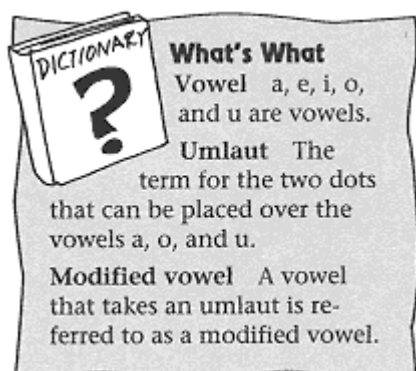 DICTIONARY
?
What's What
Vowel a, e, i, o,
and u are vowels.
Umlaut The
term for the two dots
that can be placed over the
vowels a, o, and u.
Modified vowel A vowel
that takes an umlaut is re-
ferred to as a modified vowel.